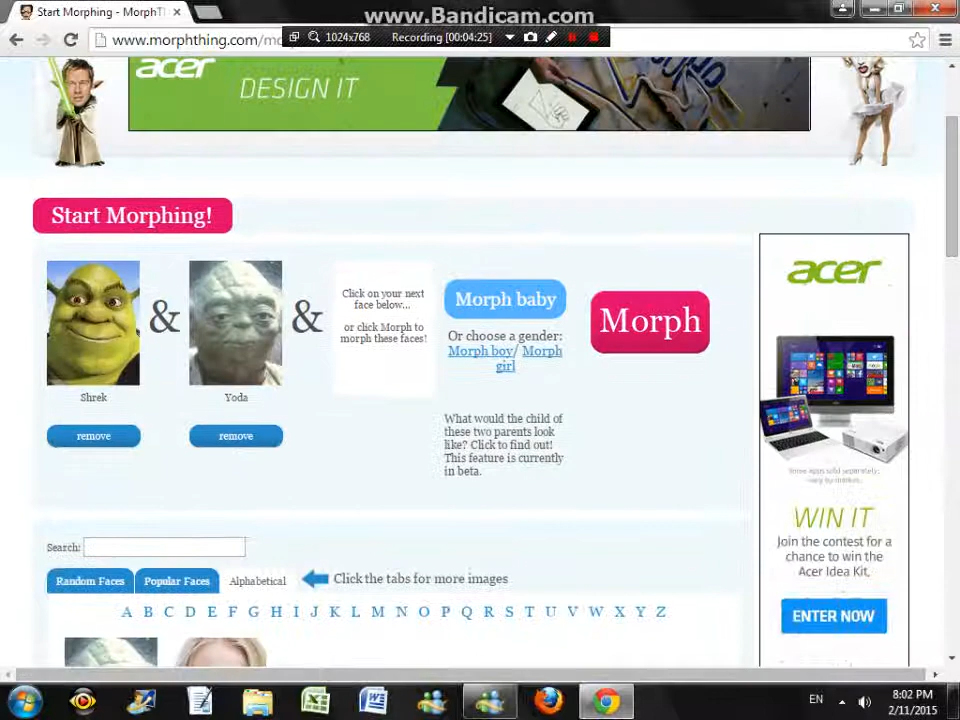 www.Bandicam.com
Start Morphing - MorphT
www.morphthing.com/mo
1024x768 Recording [00:04:25]
acer
DESIGN IT
Start Morphing!
Shrek
remove
&
Yoda
remove
&
Click on your next
face below...
or click Morph to
morph these faces!
Morph baby
Or choose a gender:
Morph boy/ Morph
girl
What would the child of
these two parents look
like? Click to find out!
This feature is currently
in beta.
Morph
acer
WIN IT
Join the contest for a
chance to win the
Acer Idea Kit.
ENTER NOW
Search:
Random Faces Popular Faces Alphabetical Click the tabs for more images
A B C D E F G H I J K L M N O P Q R S T U V W X Y Z
EN
8:02 PM
2/11/2015